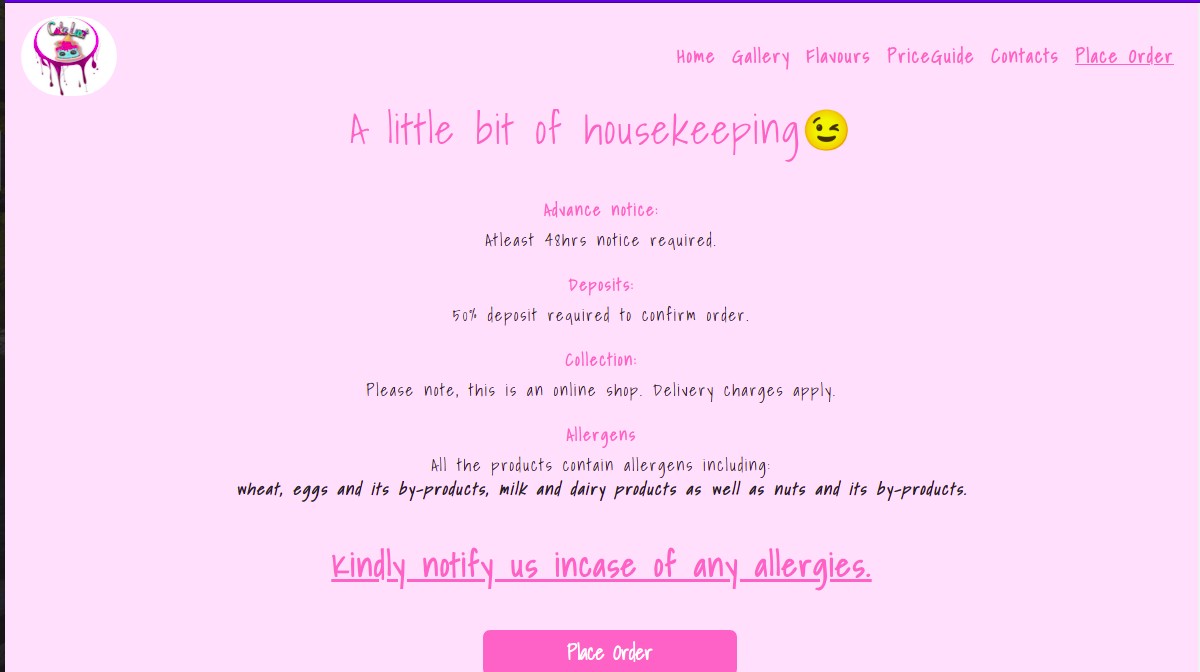 Home Gallery Flavours PriceGuide Contacts Place Order
A little bit of housekeeping😉
Advance notice:
Atleast 48hrs notice required.
Deposits:
50% deposit required to confirm order.
Collection:
Please note, this is an online shop. Delivery charges apply.
Allergens
All the products contain allergens including:
wheat, eggs and its by-products, milk and dairy products as well as nuts and its by-products.
Kindly notify us incase of any allergies.
Place Order